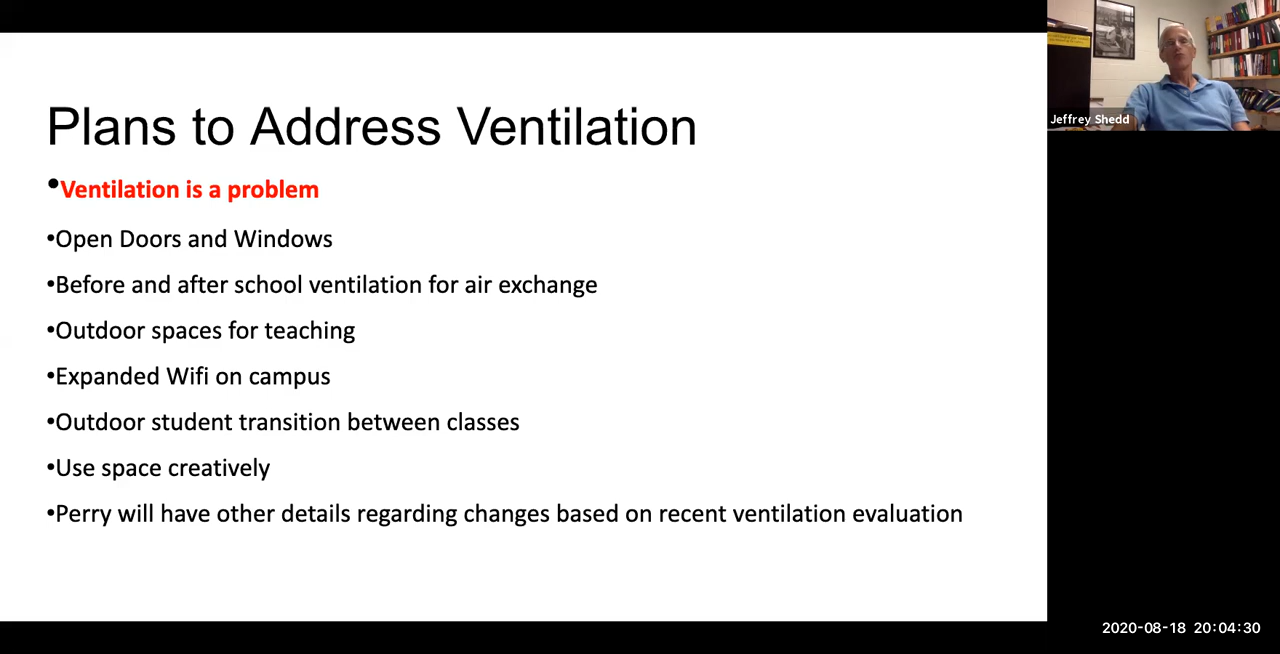 Plans to Address Ventilation
•Ventilation is a problem
•Open Doors and Windows
•Before and after school ventilation for air exchange
•Outdoor spaces for teaching
•Expanded Wifi on campus
•Outdoor student transition between classes
•Use space creatively
•Perry will have other details regarding changes based on recent ventilation evaluation
Jeffrey Shedd
2020-08-18 20:04:30